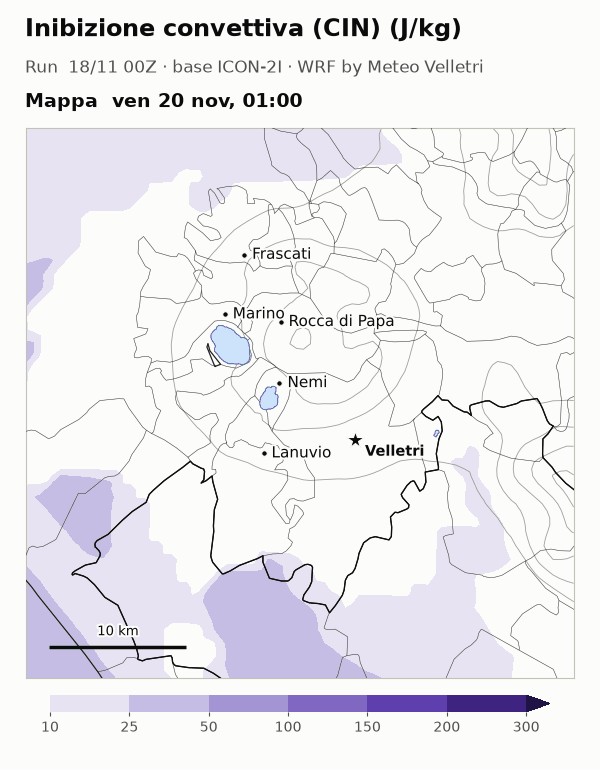 Inibizione convettiva (CIN) (J/kg)
Run  18/11 00Z · base ICON-2I · WRF by Meteo Velletri
Mappa  ven 20 nov, 01:00
Frascati
Marino
Rocca di Papa
Nemi
Lanuvio
Velletri
10 km
10 25 50 100 150 200 300